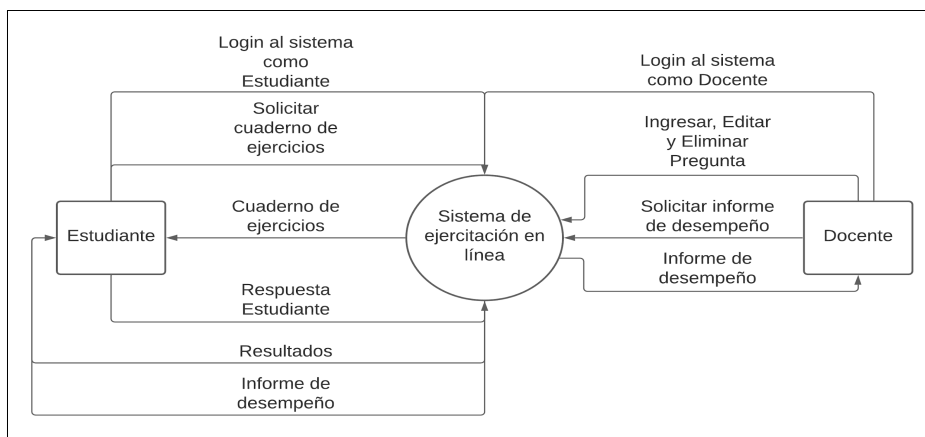 Login al sistema
como
Estudiante
Solicitar
cuaderno de
ejercicios
Estudiante
Cuaderno de
ejercicios
Respuesta
Estudiante
Resultados
Informe de
desempeño
Sistema de
ejercitación en
línea
Login al sistema
como Docente
Ingresar, Editar
y Eliminar
Pregunta
Solicitar informe
de desempeño
Informe de
desempeño
Docente